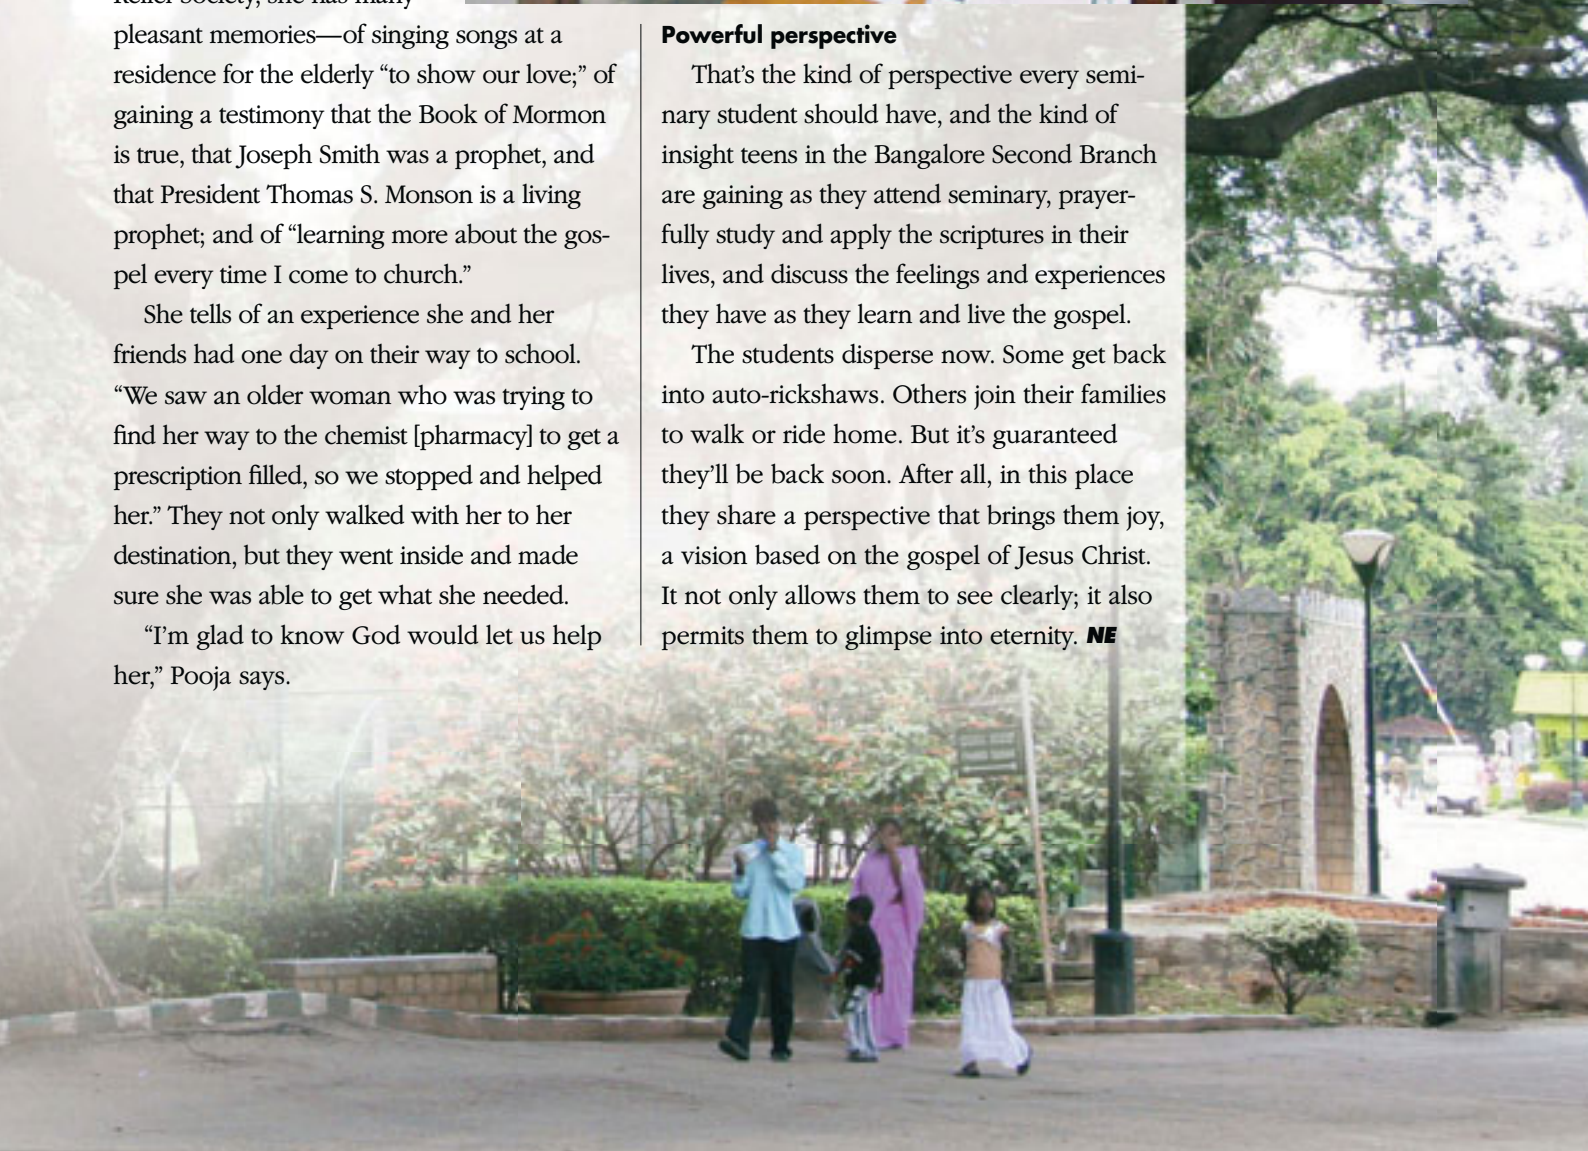 pleasant memories—of singing songs at a
residence for the elderly “to show our love;” of
gaining a testimony that the Book of Mormon
is true, that Joseph Smith was a prophet, and
that President Thomas S. Monson is a living
prophet; and of “learning more about the gos-
pel every time I come to church.”
She tells of an experience she and her
friends had one day on their way to school.
“We saw an older woman who was trying to
find her way to the chemist [pharmacy] to get a
prescription filled, so we stopped and helped
her.” They not only walked with her to her
destination, but they went inside and made
sure she was able to get what she needed.
“I’m glad to know God would let us help
her,” Pooja says.
Powerful perspective
That’s the kind of perspective every semi-
nary student should have, and the kind of
insight teens in the Bangalore Second Branch
are gaining as they attend seminary, prayer-
fully study and apply the scriptures in their
lives, and discuss the feelings and experiences
they have as they learn and live the gospel.
The students disperse now. Some get back
into auto-rickshaws. Others join their families
to walk or ride home. But it’s guaranteed
they’ll be back soon. After all, in this place
they share a perspective that brings them joy,
a vision based on the gospel of Jesus Christ.
It not only allows them to see clearly; it also
permits them to glimpse into eternity. NE